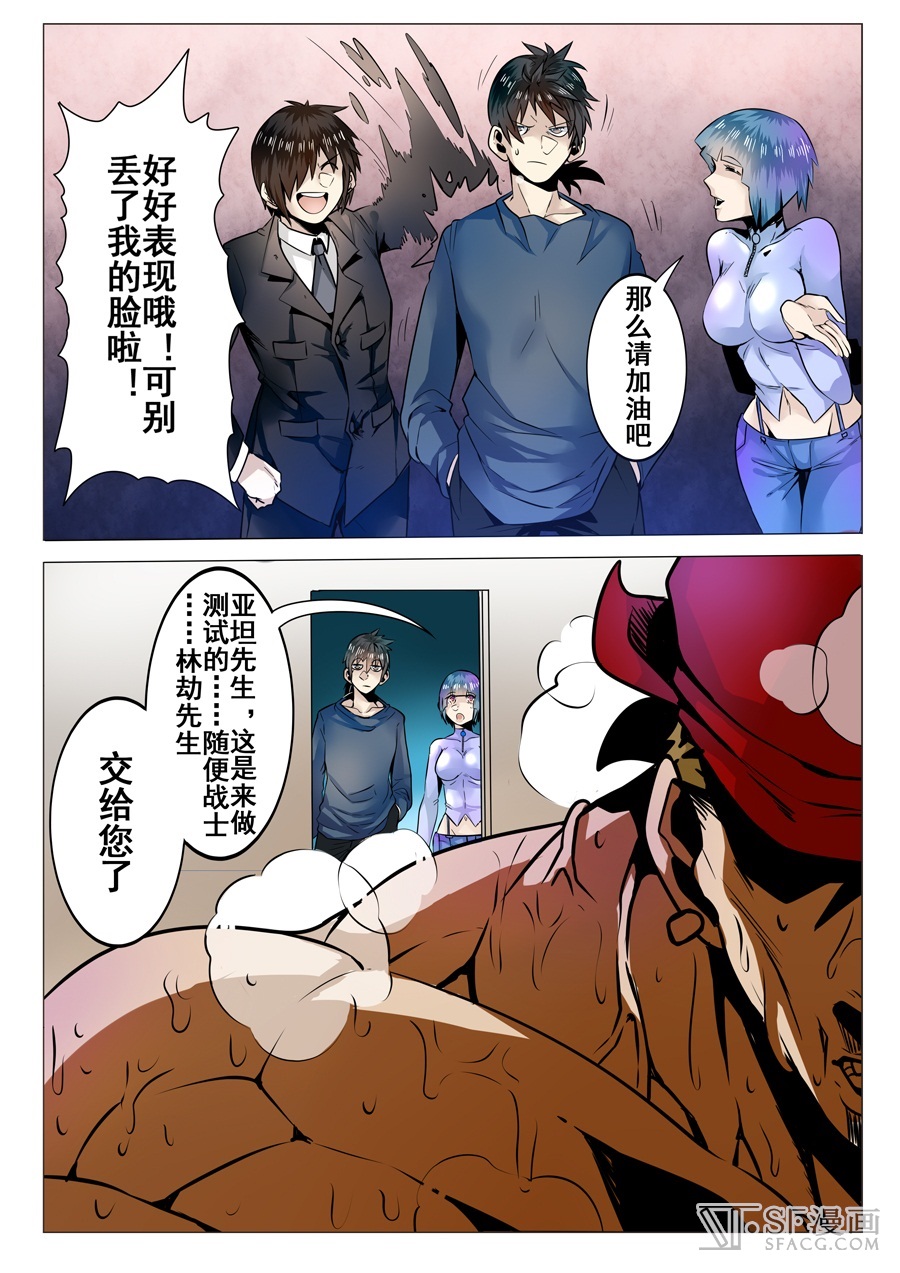 好好表现哦！可别
丢了我的脸啦！
那么请加油吧
亚坦先生，这是来做
测试的……随便战士
……林劫先生
交给您了
SF漫画
SFACG.COM